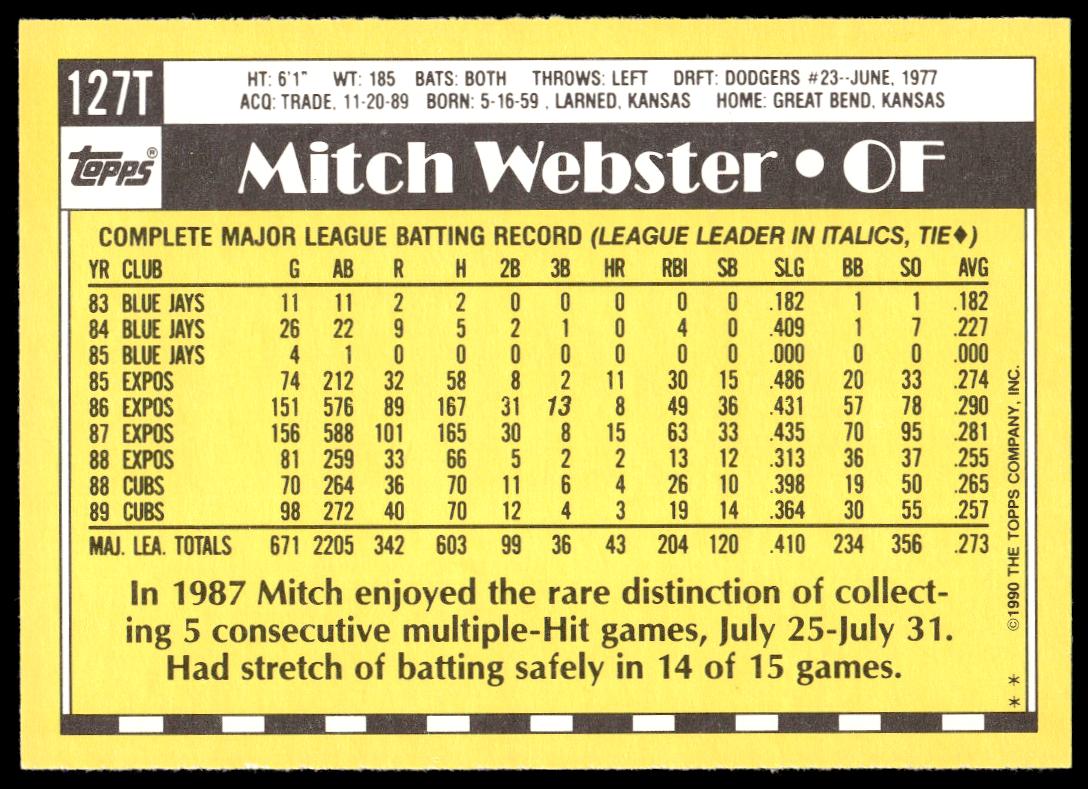 127T
HT: 6'1" WT: 185 BATS: BOTH THROWS: LEFT DRFT: DODGERS #23--JUNE, 1977
ACQ: TRADE, 11-20-89 BORN: 5-16-59 , LARNED, KANSAS HOME: GREAT BEND, KANSAS
TOPPS®
Mitch Webster • OF
COMPLETE MAJOR LEAGUE BATTING RECORD (LEAGUE LEADER IN ITALICS, TIE♦)
YR CLUB G AB R H 2B 3B HR RBI SB SLG BB SO AVG
83 BLUE JAYS 11 11 2 2 0 0 0 0 0 .182 1 1 .182
84 BLUE JAYS 26 22 9 5 2 1 0 4 0 .409 1 7 .227
85 BLUE JAYS 4 1 0 0 0 0 0 0 0 .000 0 0 .000
85 EXPOS 74 212 32 58 8 2 11 30 15 .486 20 33 .274
86 EXPOS 151 576 89 167 31 13 8 49 36 .431 57 78 .290
87 EXPOS 156 588 101 165 30 8 15 63 33 .435 70 95 .281
88 EXPOS 81 259 33 66 5 2 2 13 12 .313 36 37 .255
88 CUBS 70 264 36 70 11 6 4 26 10 .398 19 50 .265
89 CUBS 98 272 40 70 12 4 3 19 14 .364 30 55 .257
MAJ. LEA. TOTALS 671 2205 342 603 99 36 43 204 120 .410 234 356 .273
In 1987 Mitch enjoyed the rare distinction of collect-
ing 5 consecutive multiple-Hit games, July 25-July 31.
Had stretch of batting safely in 14 of 15 games.
* * ©1990 THE TOPPS COMPANY, INC.